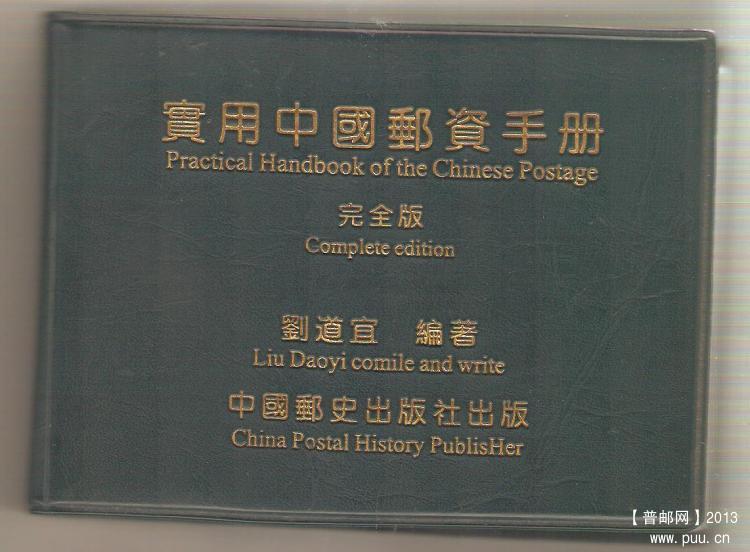 實用中國郵資手册
Practical Handbook of the Chinese Postage
完全版
Complete edition
劉道宜 編著
Liu Daoyi comile and write
中國郵史出版社出版
China Postal History PublisHer
【普邮网】2013
www.puu.cn